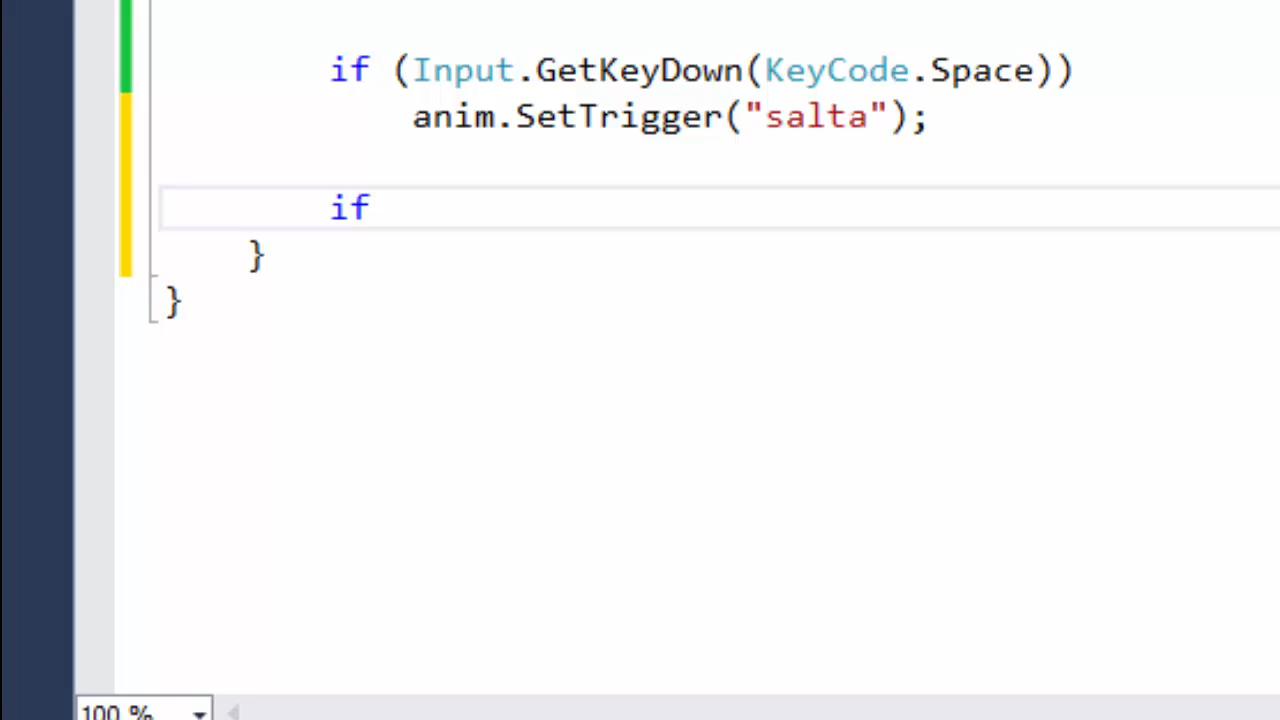 if (Input.GetKeyDown(KeyCode.Space))
anim.SetTrigger("salta");
if
}
}
100 %